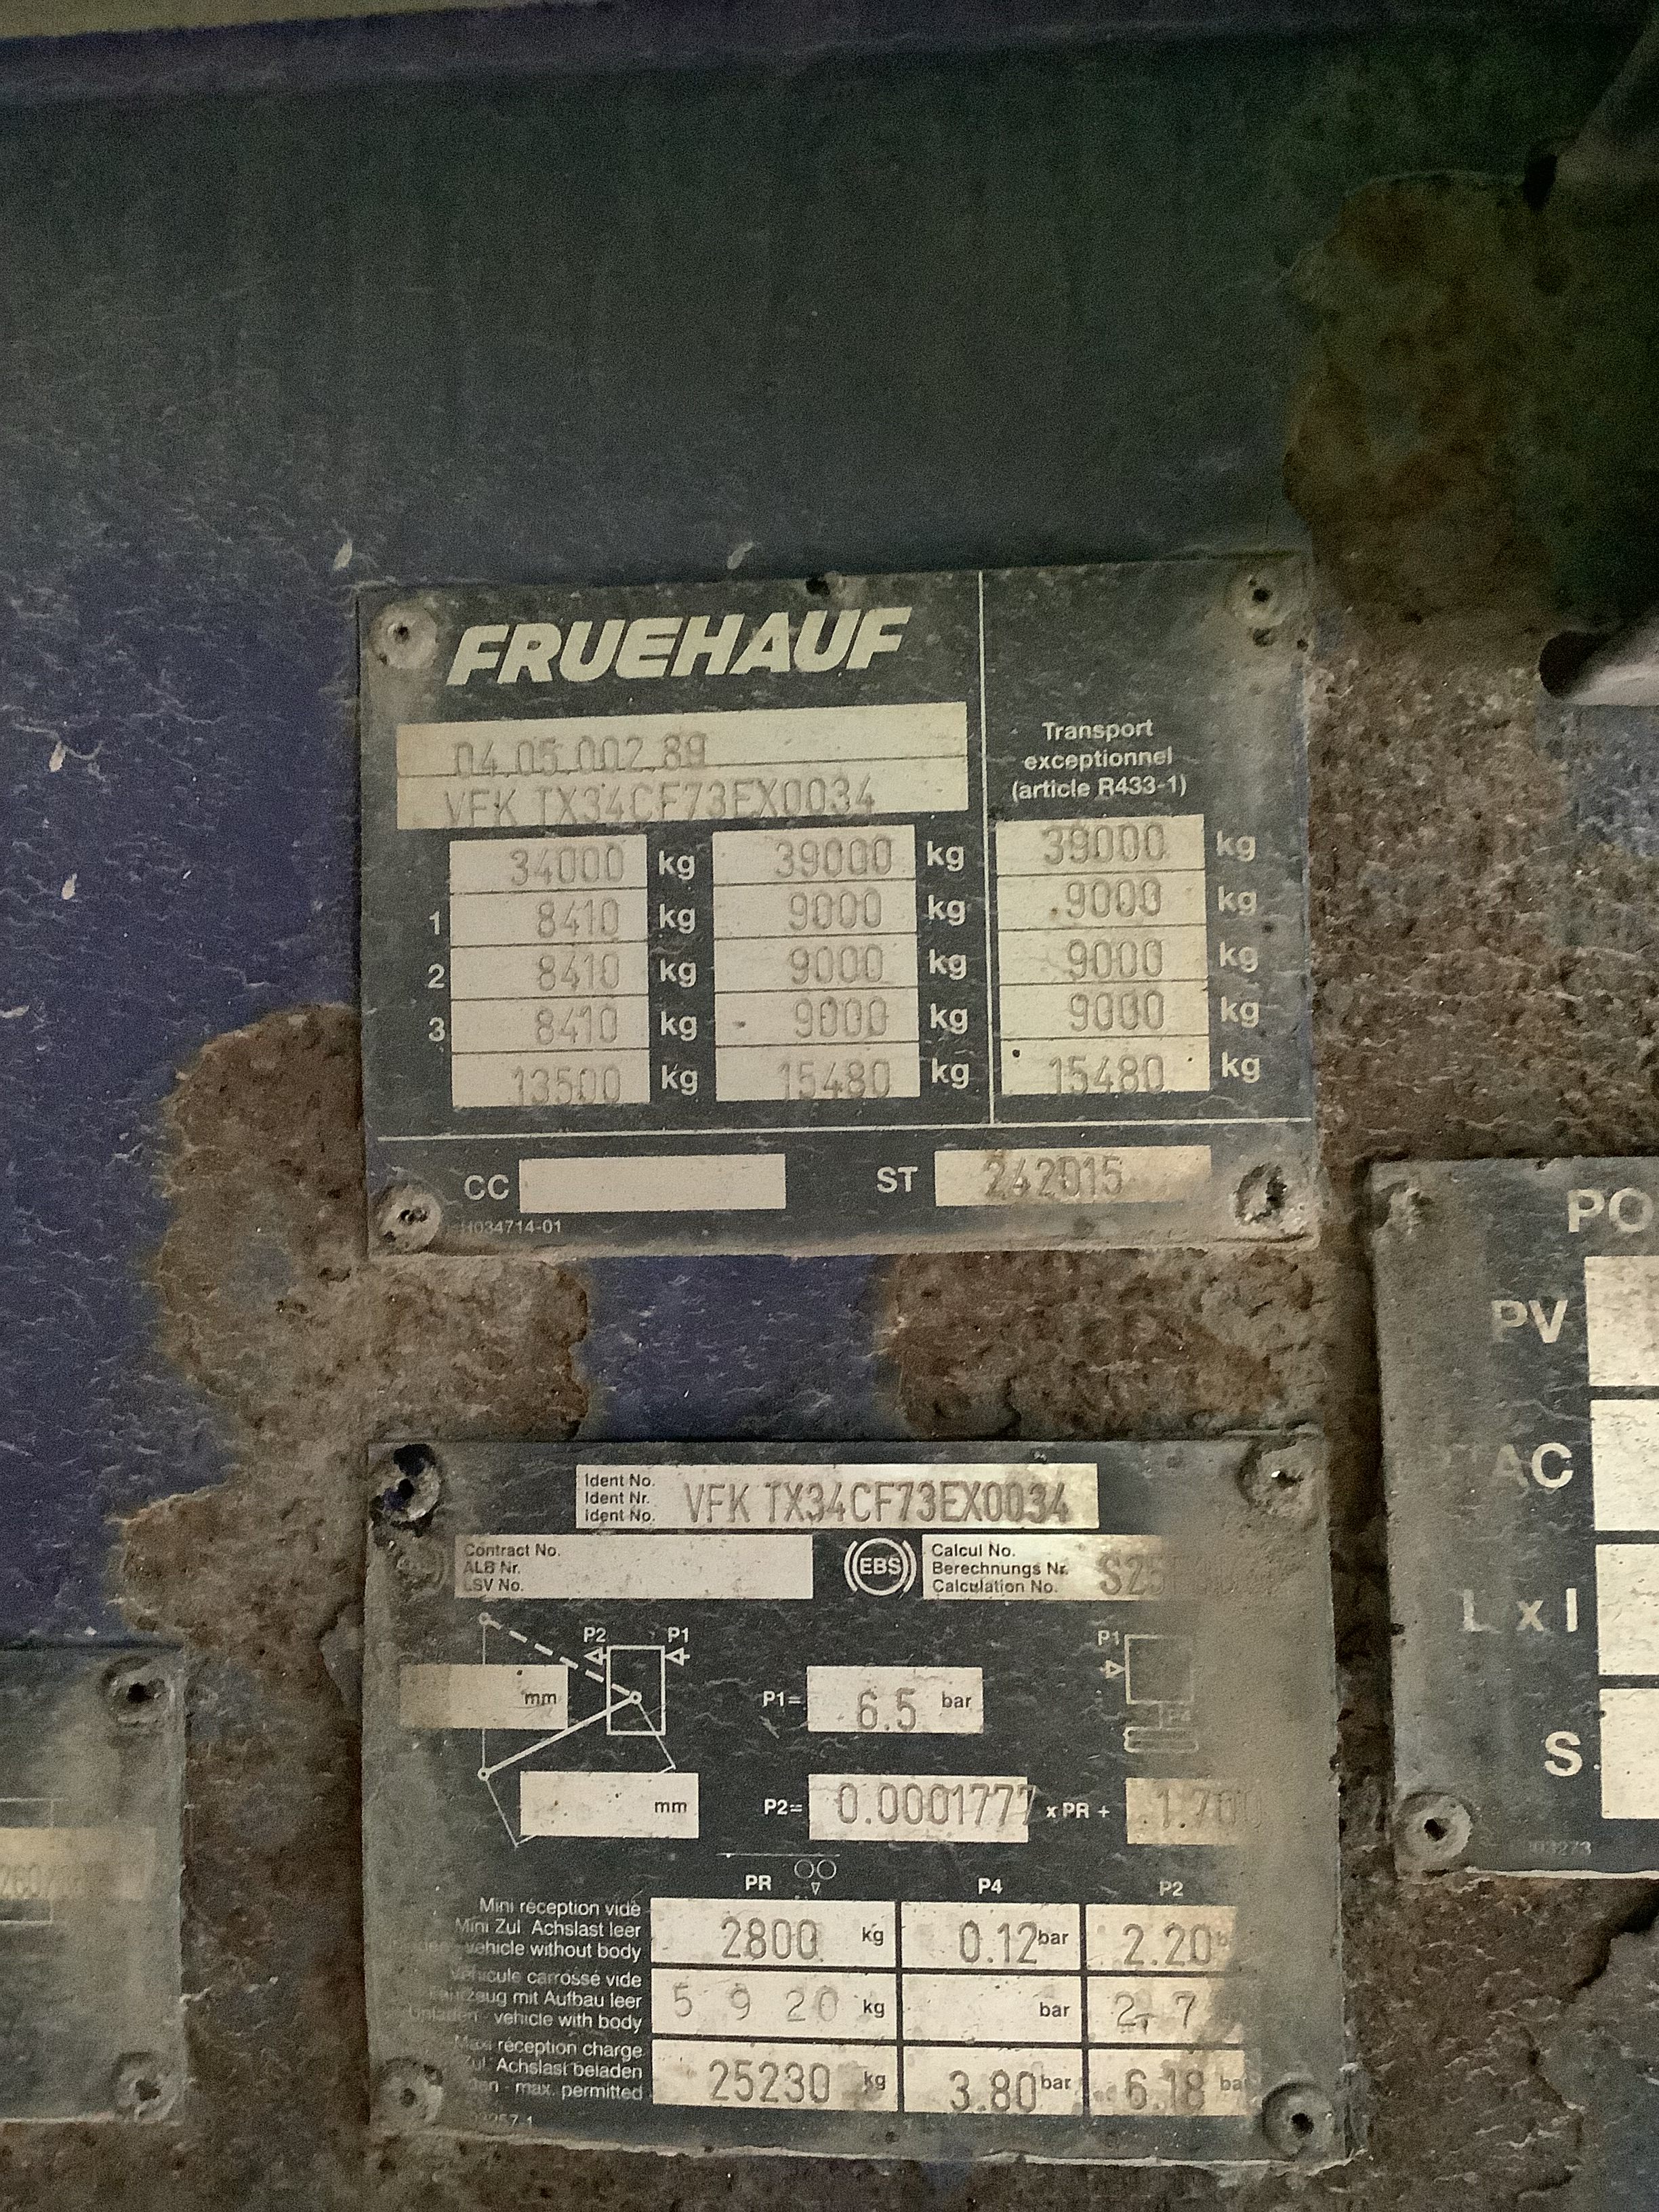 FRUEHAUF
04.05.002.89
VFK TX34CF73EX0034
Transport
exceptionnel
(article R433-1)
34000 kg 39000 kg 39000 kg
1 8410 kg 9000 kg 9000 kg
2 8410 kg 9000 kg 9000 kg
3 8410 kg 9000 kg 9000 kg
13500 kg 15480 kg 15480 kg
CC ST 242015
H034714-01
PV
AC
L x l
S.
Ident No.
Ident Nr. VFK TX34CF73EX0034
Ident No.
Contract No.
ALB Nr.
LSV No.
EBS
Calcul No.
Berechnungs Nr.
Calculation No.
P2 P1
P1
mm
P1= 6.5 bar
mm
P2= 0.0001777 x PR + 1.700
PR P4 P2
Mini réception vide
Mini Zul. Achslast leer
vehicle without body
2800 kg 0.12 bar 2.20
Véhicule carrossé vide
Fahrzeug mit Aufbau leer
Unladen - vehicle with body
5 9 20 kg bar 2,7
Maxi réception charge
Zul. Achslast beladen
max. permitted
25230 kg 3.80 bar 6.18